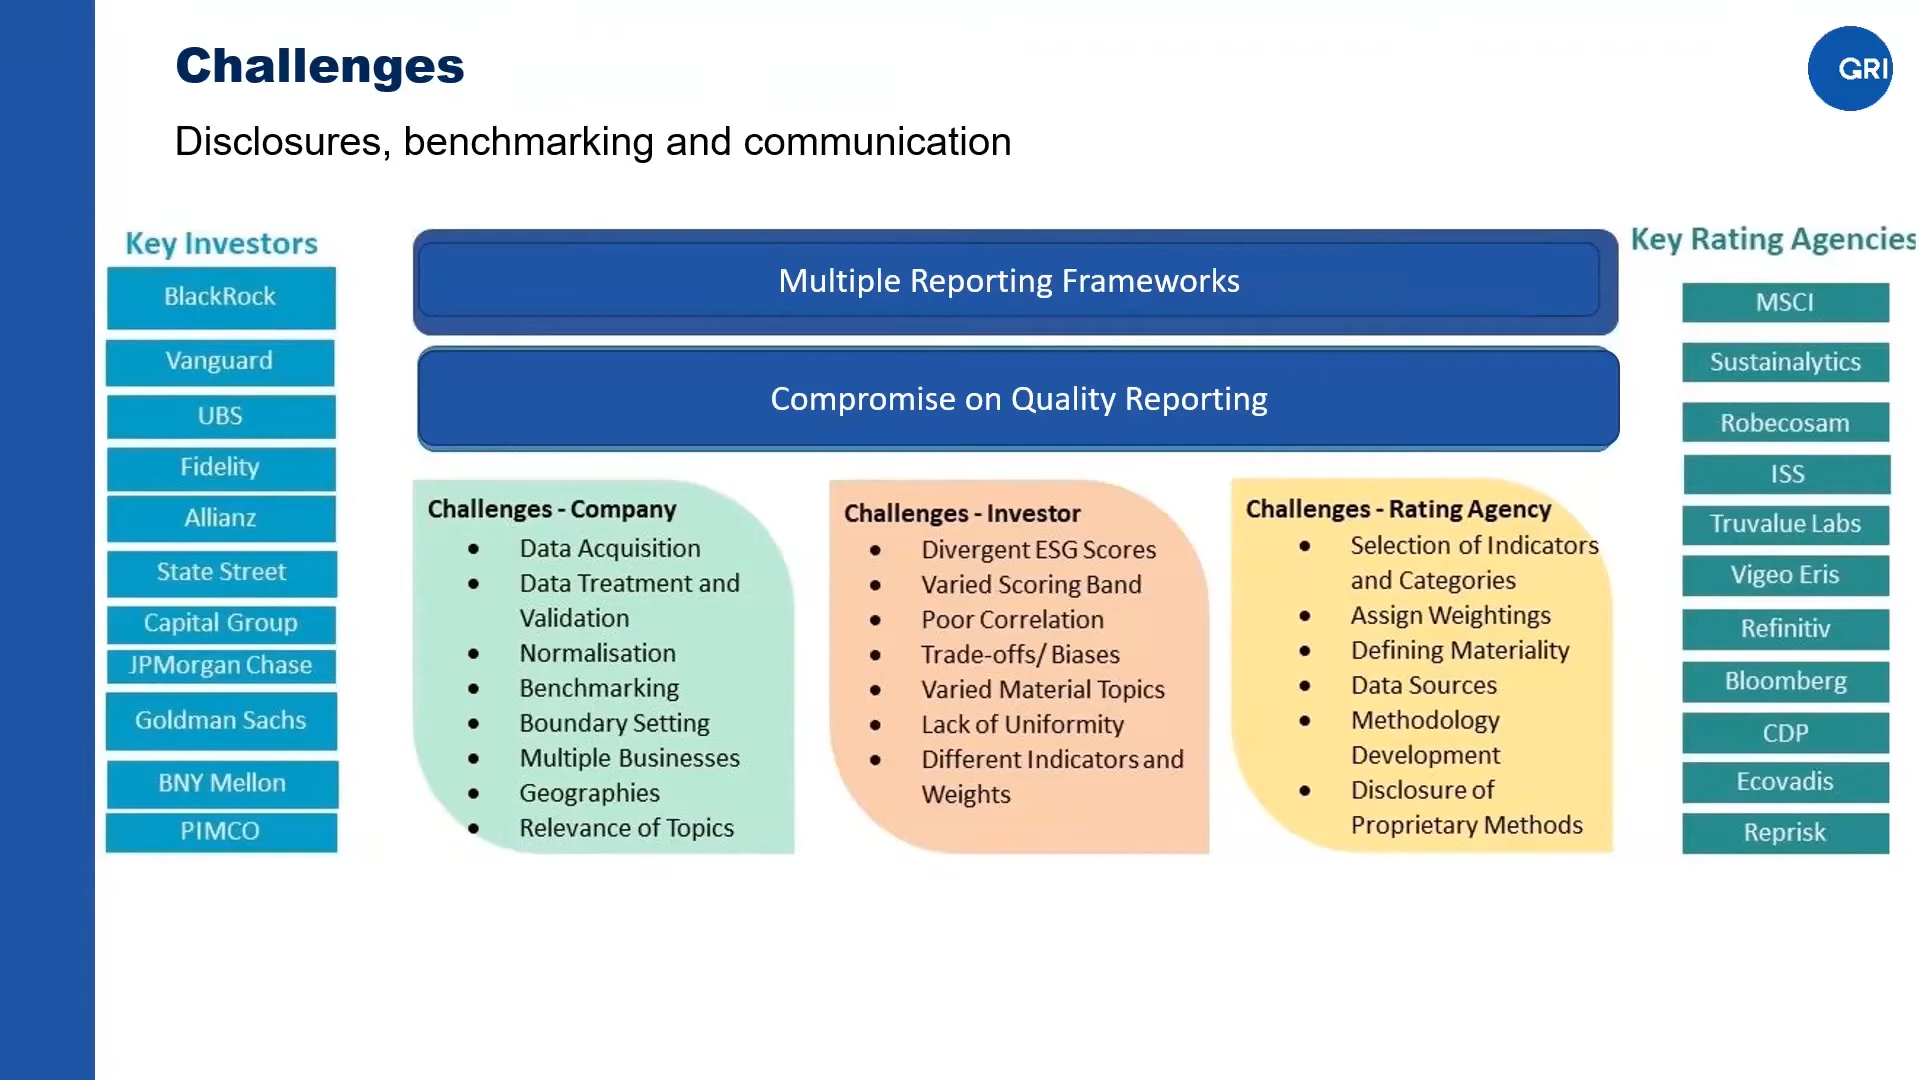 Challenges
GRI
Disclosures, benchmarking and communication
Key Investors
BlackRock
Vanguard
UBS
Fidelity
Allianz
State Street
Capital Group
JPMorgan Chase
Goldman Sachs
BNY Mellon
PIMCO
Multiple Reporting Frameworks
Compromise on Quality Reporting
Challenges - Company
• Data Acquisition
• Data Treatment and
Validation
• Normalisation
• Benchmarking
• Boundary Setting
• Multiple Businesses
• Geographies
• Relevance of Topics
Challenges - Investor
• Divergent ESG Scores
• Varied Scoring Band
• Poor Correlation
• Trade-offs/ Biases
• Varied Material Topics
• Lack of Uniformity
• Different Indicators and
Weights
Challenges - Rating Agency
• Selection of Indicators
and Categories
• Assign Weightings
• Defining Materiality
• Data Sources
• Methodology
Development
• Disclosure of
Proprietary Methods
Key Rating Agencies
MSCI
Sustainalytics
Robecosam
ISS
Truvalue Labs
Vigeo Eris
Refinitiv
Bloomberg
CDP
Ecovadis
Reprisk